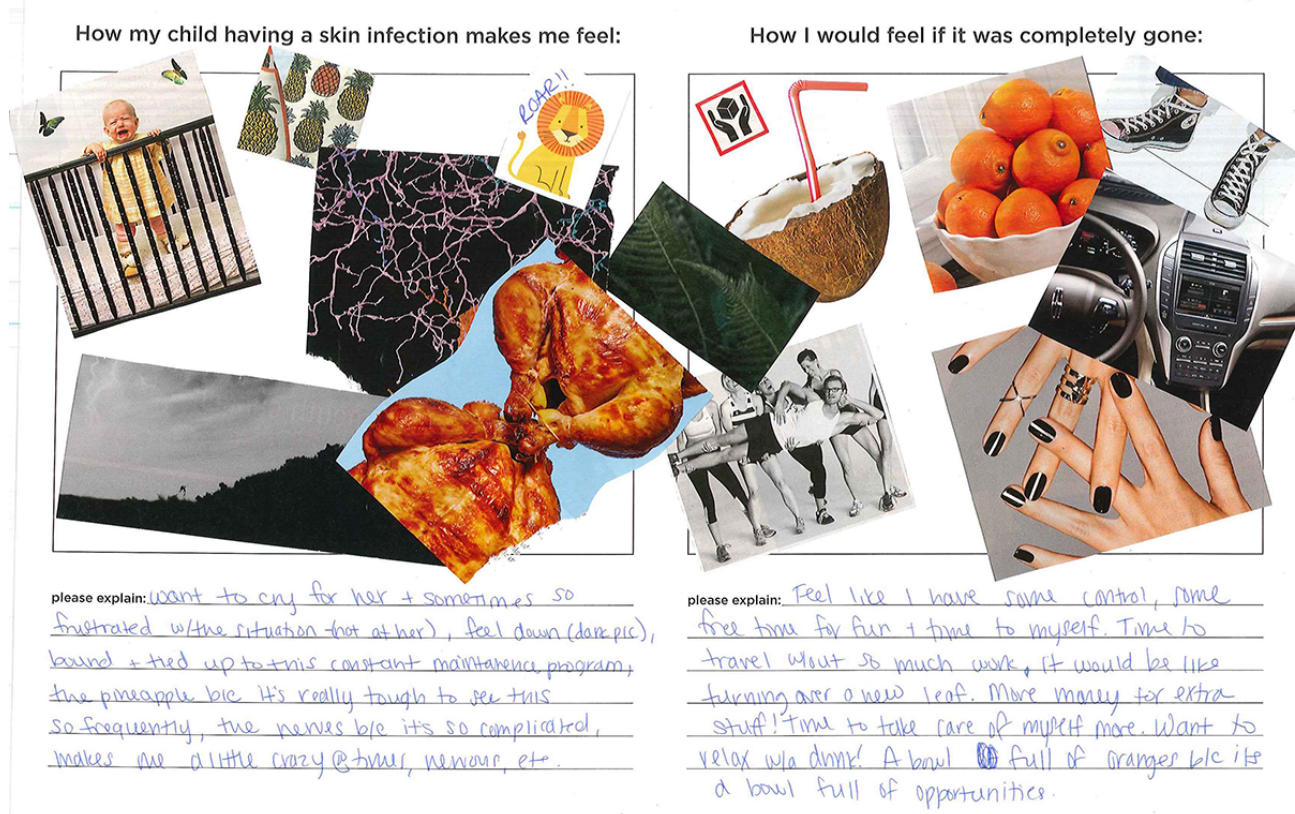 How my child having a skin infection makes me feel:
ROAR!!
please explain: want to cry for her + sometimes so
frustrated w/the situation (not at her), feel down (dark pic),
bound + tied up to this constant maintanence program,
the pineapple b/c it's really tough to see this
so frequently, the nerves b/c it's so complicated,
makes me a little crazy @ times, nervous, etc.
How I would feel if it was completely gone:
please explain: Feel like I have some control, some
free time for fun + time to myself. Time to
travel w/out so much work, it would be like
turning over a new leaf. More money for extra
stuff! Time to take care of myself more. Want to
relax w/a drink! A bowl full of oranges b/c its
a bowl full of opportunities.